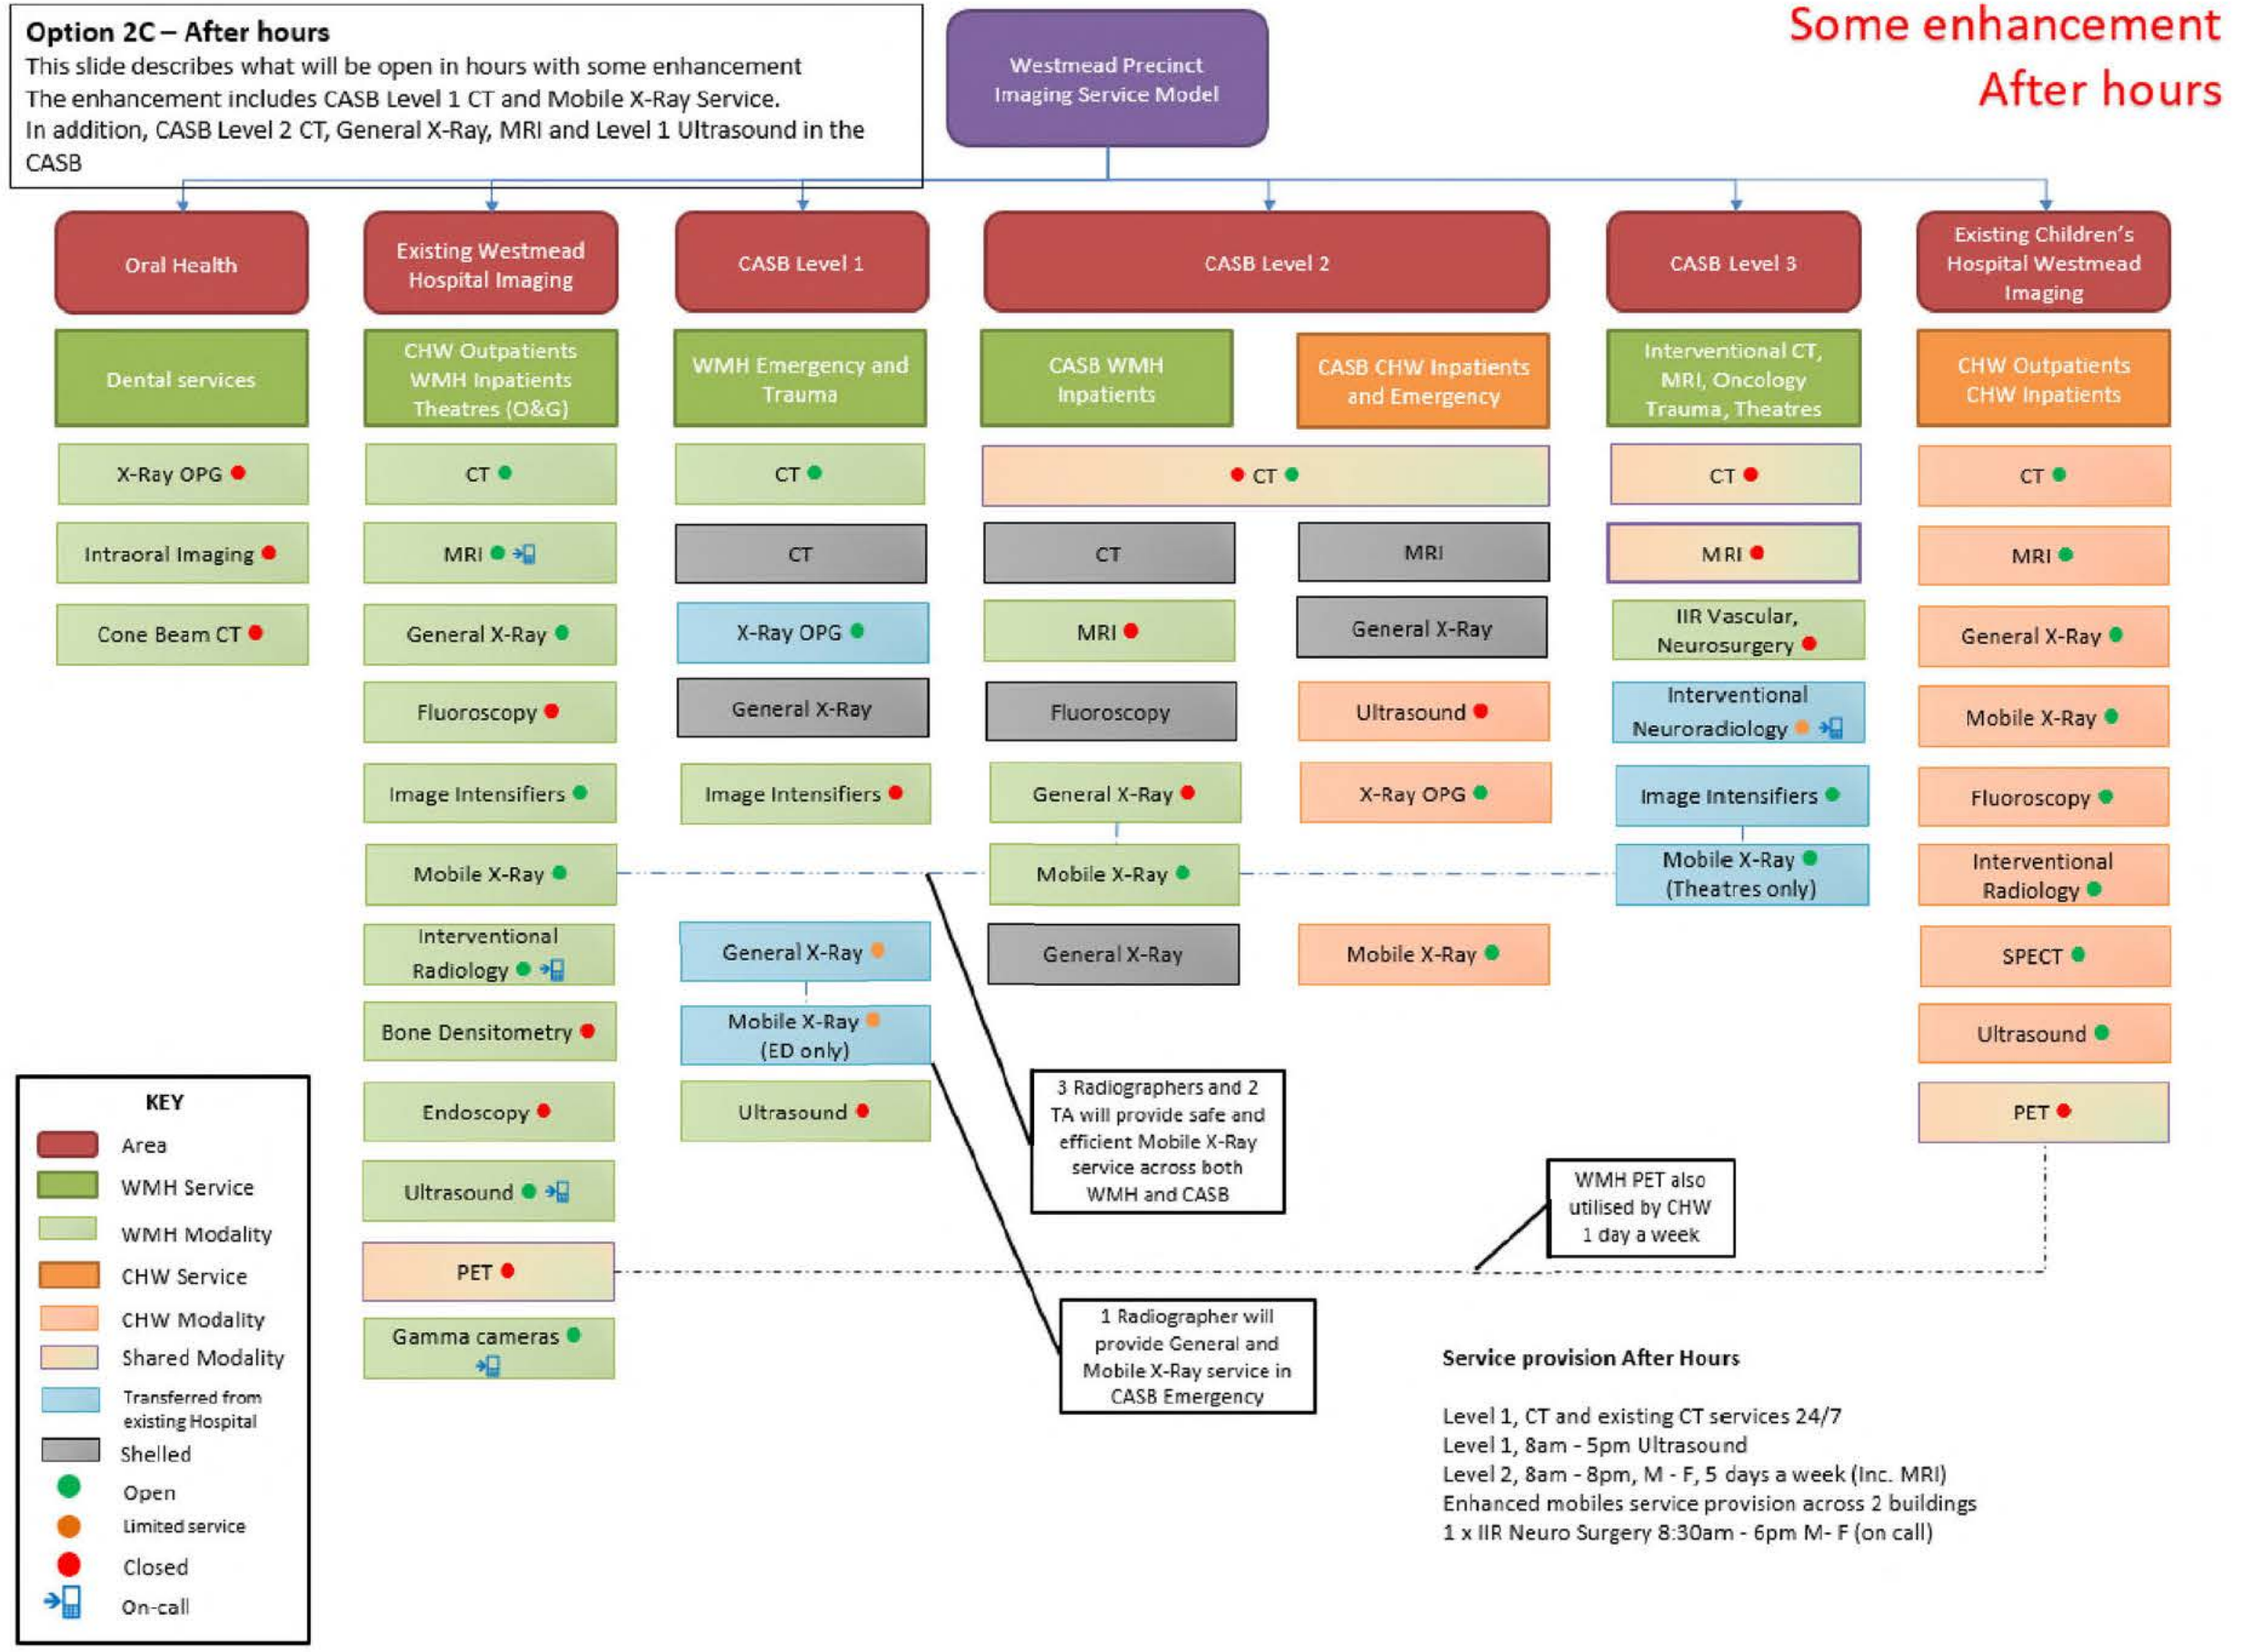 Option 2C – After hours
This slide describes what will be open in hours with some enhancement
The enhancement includes CASB Level 1 CT and Mobile X-Ray Service.
In addition, CASB Level 2 CT, General X-Ray, MRI and Level 1 Ultrasound in the
CASB
Westmead Precinct
Imaging Service Model
Some enhancement
After hours
Oral Health
Dental services
X-Ray OPG
Intraoral Imaging
Cone Beam CT
Existing Westmead
Hospital Imaging
CHW Outpatients
WMH Inpatients
Theatres (O&G)
CT
MRI
General X-Ray
Fluoroscopy
Image Intensifiers
Mobile X-Ray
Interventional
Radiology
Bone Densitometry
Endoscopy
Ultrasound
PET
Gamma cameras
CASB Level 1
WMH Emergency and
Trauma
CT
CT
X-Ray OPG
General X-Ray
Image Intensifiers
General X-Ray
Mobile X-Ray
(ED only)
Ultrasound
CASB Level 2
CASB WMH
Inpatients
CASB CHW Inpatients
and Emergency
CT
CT
MRI
Fluoroscopy
General X-Ray
Mobile X-Ray
General X-Ray
MRI
General X-Ray
Ultrasound
X-Ray OPG
Mobile X-Ray
CASB Level 3
Interventional CT,
MRI, Oncology
Trauma, Theatres
CT
MRI
IIR Vascular,
Neurosurgery
Interventional
Neuroradiology
Image Intensifiers
Mobile X-Ray
(Theatres only)
Existing Children's
Hospital Westmead
Imaging
CHW Outpatients
CHW Inpatients
CT
MRI
General X-Ray
Mobile X-Ray
Fluoroscopy
Interventional
Radiology
SPECT
Ultrasound
PET
3 Radiographers and 2
TA will provide safe and
efficient Mobile X-Ray
service across both
WMH and CASB
WMH PET also
utilised by CHW
1 day a week
1 Radiographer will
provide General and
Mobile X-Ray service in
CASB Emergency
KEY
Area
WMH Service
WMH Modality
CHW Service
CHW Modality
Shared Modality
Transferred from
existing Hospital
Shelled
Open
Limited service
Closed
On-call
Service provision After Hours
Level 1, CT and existing CT services 24/7
Level 1, 8am - 5pm Ultrasound
Level 2, 8am - 8pm, M - F, 5 days a week (Inc. MRI)
Enhanced mobiles service provision across 2 buildings
1 x IIR Neuro Surgery 8:30am - 6pm M- F (on call)